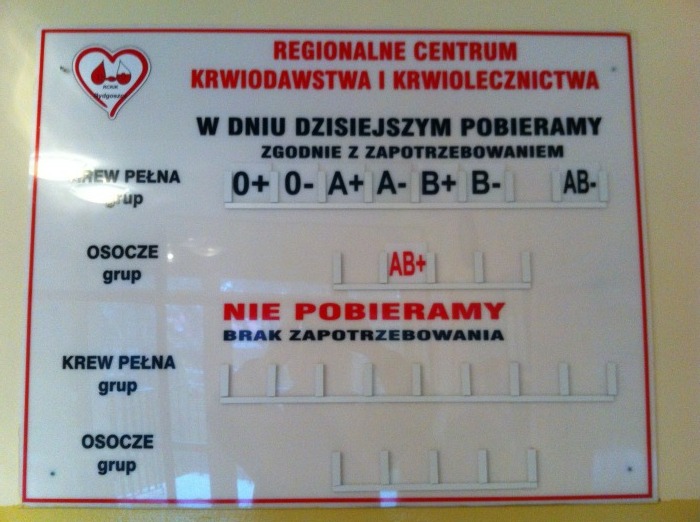 REGIONALNE CENTRUM
KRWIODAWSTWA I KRWIOLECZNICTWA
W DNIU DZISIEJSZYM POBIERAMY
ZGODNIE Z ZAPOTRZEBOWANIEM
KREW PEŁNA
grup
0+ 0- A+ A- B+ B- AB-
OSOCZE
grup
AB+
NIE POBIERAMY
BRAK ZAPOTRZEBOWANIA
KREW PEŁNA
grup
OSOCZE
grup